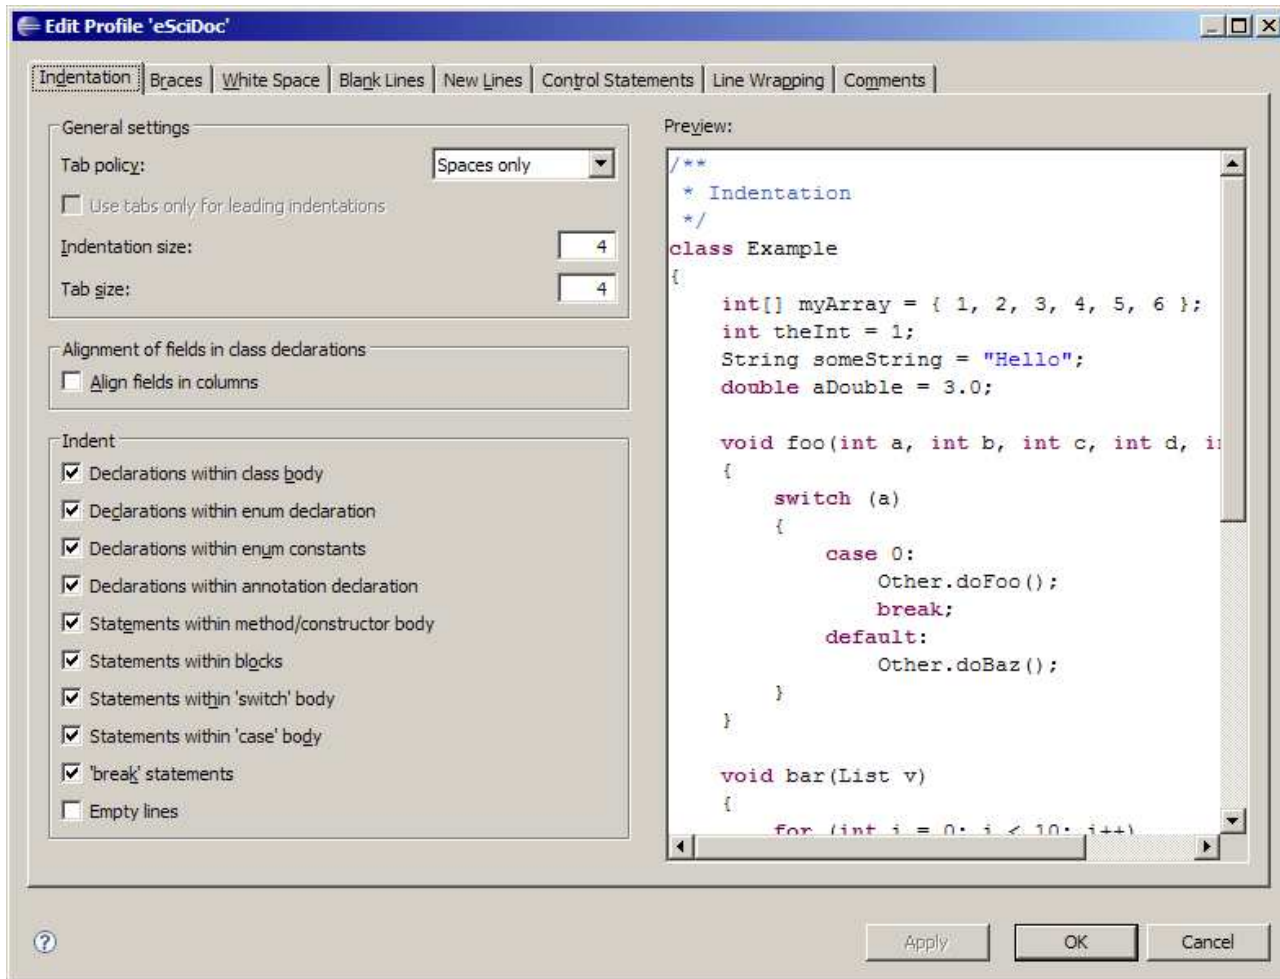 Edit Profile 'eSciDoc'
Indentation Braces White Space Blank Lines New Lines Control Statements Line Wrapping Comments
General settings
Tab policy: Spaces only
Use tabs only for leading indentations
Indentation size: 4
Tab size: 4
Alignment of fields in class declarations
Align fields in columns
Indent
Declarations within class body
Declarations within enum declaration
Declarations within enum constants
Declarations within annotation declaration
Statements within method/constructor body
Statements within blocks
Statements within 'switch' body
Statements within 'case' body
'break' statements
Empty lines
Preview:
/**
 * Indentation
 */
class Example
{
    int[] myArray = { 1, 2, 3, 4, 5, 6 };
    int theInt = 1;
    String someString = "Hello";
    double aDouble = 3.0;

    void foo(int a, int b, int c, int d,
    {
        switch (a)
        {
            case 0:
                Other.doFoo();
                break;
            default:
                Other.doBaz();
        }
    }

    void bar(List v)
    {
        for (int i = 0; i < 10; i++)
Apply OK Cancel